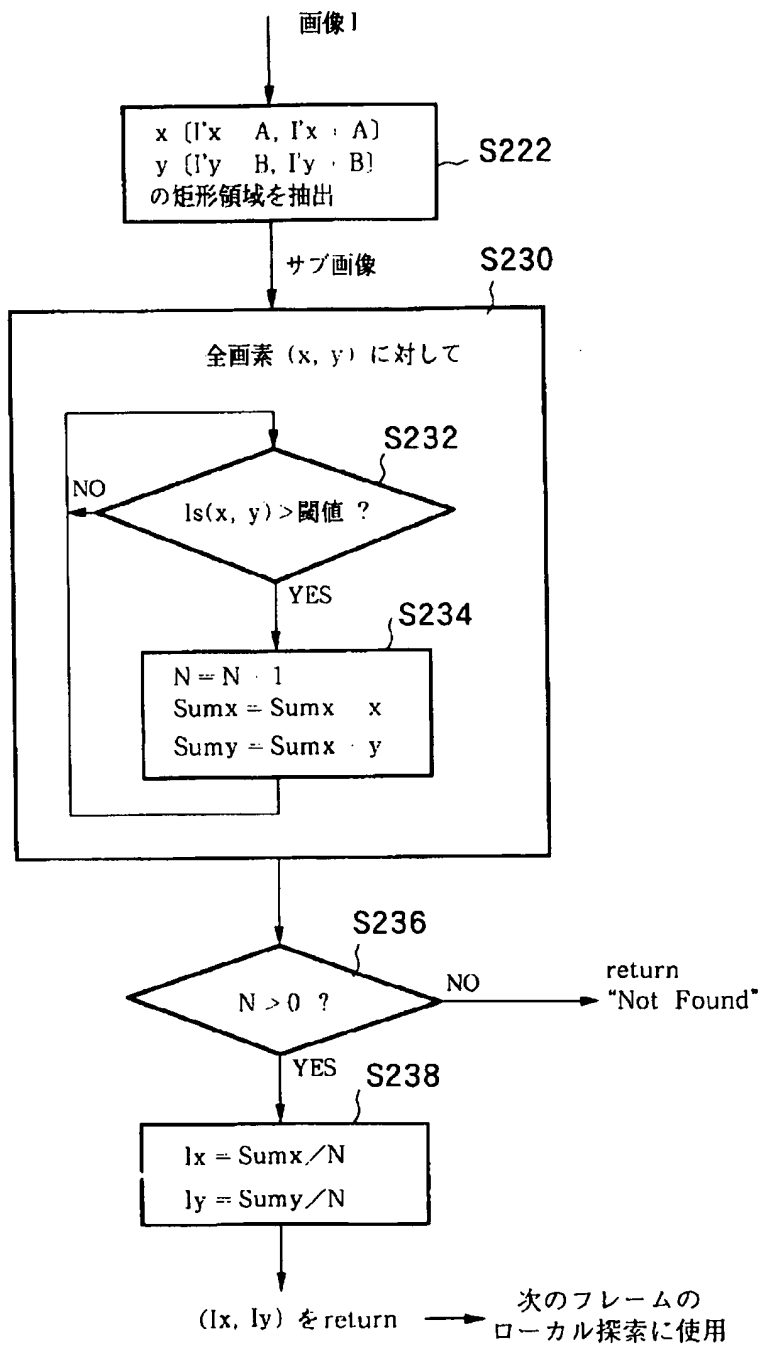 画像I
x [I'x A, I'x + A]
y [I'y B, I'y + B]
の矩形領域を抽出
S222
サブ画像
S230
全画素 (x, y) に対して
S232
NO
Is(x, y)>閾値 ?
YES
S234
N = N 1
Sumx = Sumx x
Sumy = Sumx y
S236
N > 0 ?
NO
return
"Not Found"
YES
S238
Ix = Sumx/N
Iy = Sumy/N
(Ix, Iy) をreturn
次のフレームの
ローカル探索に使用